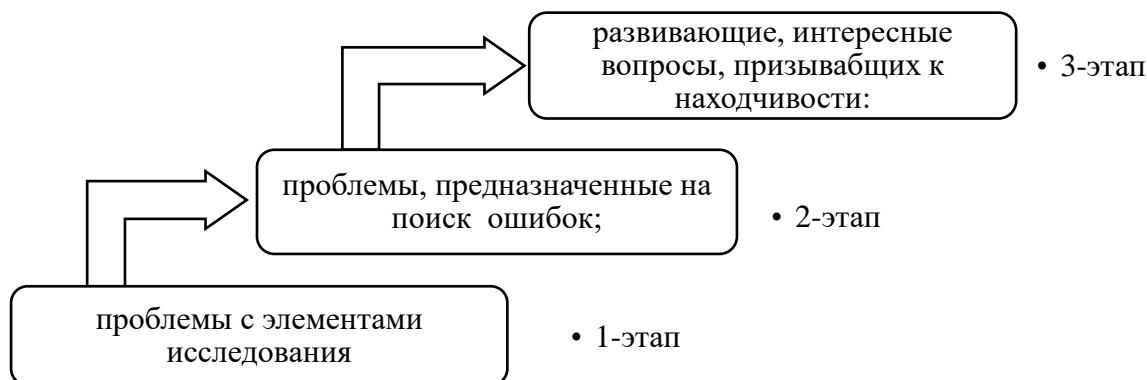 развивающие, интересные
вопросы, призывабщих к
находчивости:
• 3-этап
проблемы, предназначенные на
поиск ошибок;
• 2-этап
проблемы с элементами
исследования
• 1-этап